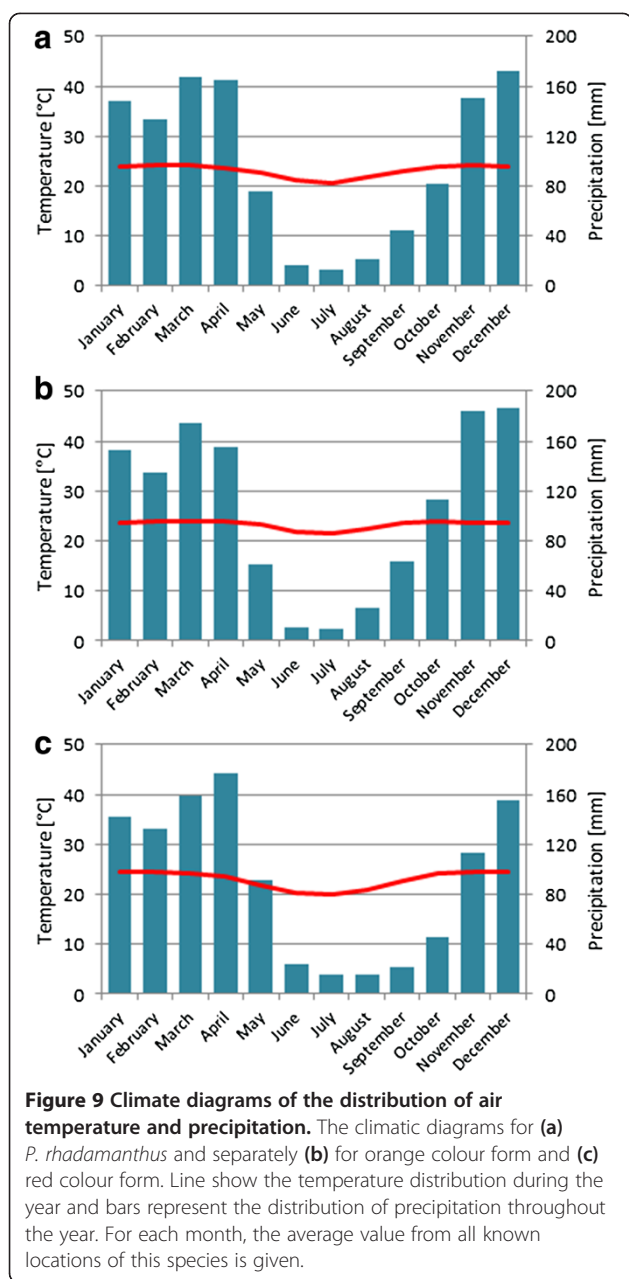 a
50
40
30
20
10
0
Temperature [°C]
200
160
120
80
40
0
Precipitation [mm]
January
February
March
April
May
June
July
August
September
October
November
December
b
50
40
30
20
10
0
Temperature [°C]
200
160
120
80
40
0
Precipitation [mm]
January
February
March
April
May
June
July
August
September
October
November
December
c
50
40
30
20
10
0
Temperature [°C]
200
160
120
80
40
0
Precipitation [mm]
January
February
March
April
May
June
July
August
September
October
November
December
Figure 9 Climate diagrams of the distribution of air
temperature and precipitation. The climatic diagrams for (a)
P. rhadamanthus and separately (b) for orange colour form and (c)
red colour form. Line show the temperature distribution during the
year and bars represent the distribution of precipitation throughout
the year. For each month, the average value from all known
locations of this species is given.